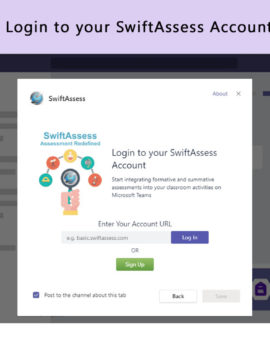 Login to your SwiftAssess Account
SwiftAssess
About
SwiftAssess
Assessment Redefined
Login to your SwiftAssess
Account
Start integrating formative and summative
assessments into your classroom activities on
Microsoft Teams
Enter Your Account URL
e.g. basic.swiftassess.com
Log In
OR
Sign Up
Post to the channel about this tab
Back
Save